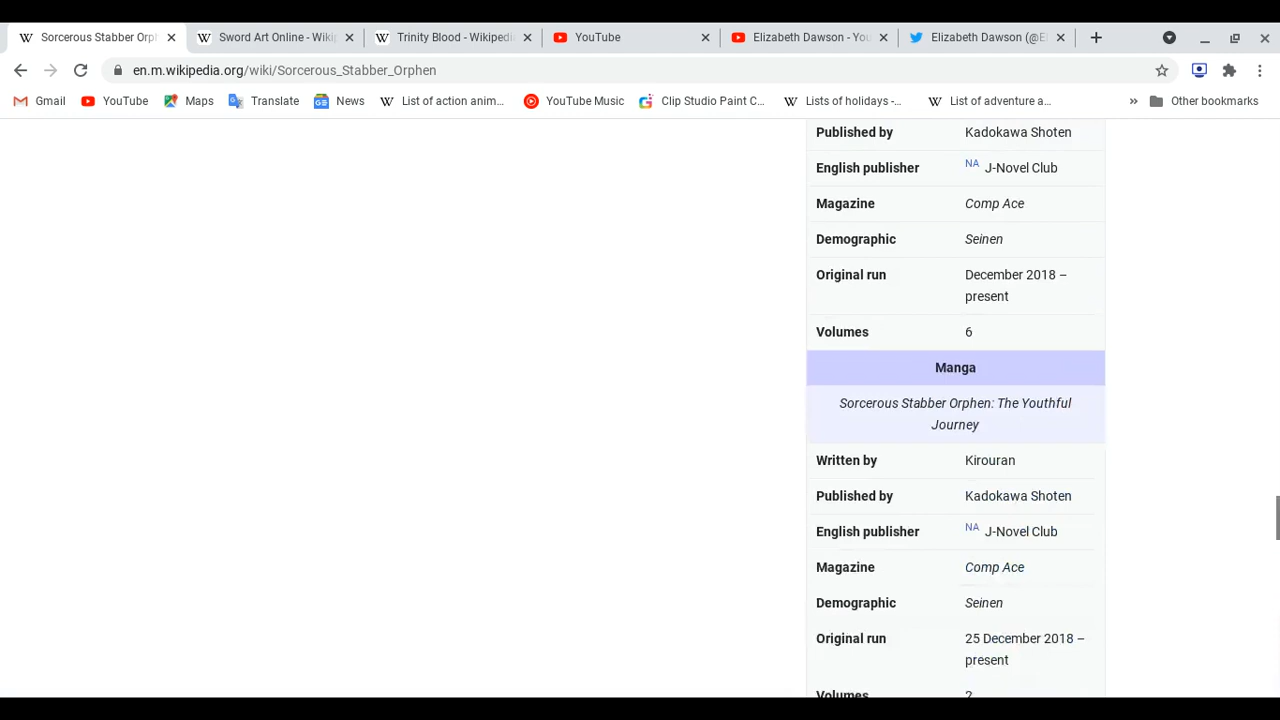 Sorcerous Stabber Orph
Sword Art Online - Wiki
Trinity Blood - Wikipedi
YouTube
Elizabeth Dawson - You
Elizabeth Dawson (@E
en.m.wikipedia.org/wiki/Sorcerous_Stabber_Orphen
Gmail
YouTube
Maps
Translate
News
List of action anim...
YouTube Music
Clip Studio Paint C...
Lists of holidays -...
List of adventure a...
»
Other bookmarks
Published by Kadokawa Shoten
English publisher NA J-Novel Club
Magazine Comp Ace
Demographic Seinen
Original run December 2018 –
present
Volumes 6
Manga
Sorcerous Stabber Orphen: The Youthful
Journey
Written by Kirouran
Published by Kadokawa Shoten
English publisher NA J-Novel Club
Magazine Comp Ace
Demographic Seinen
Original run 25 December 2018 –
present
Volumes 2